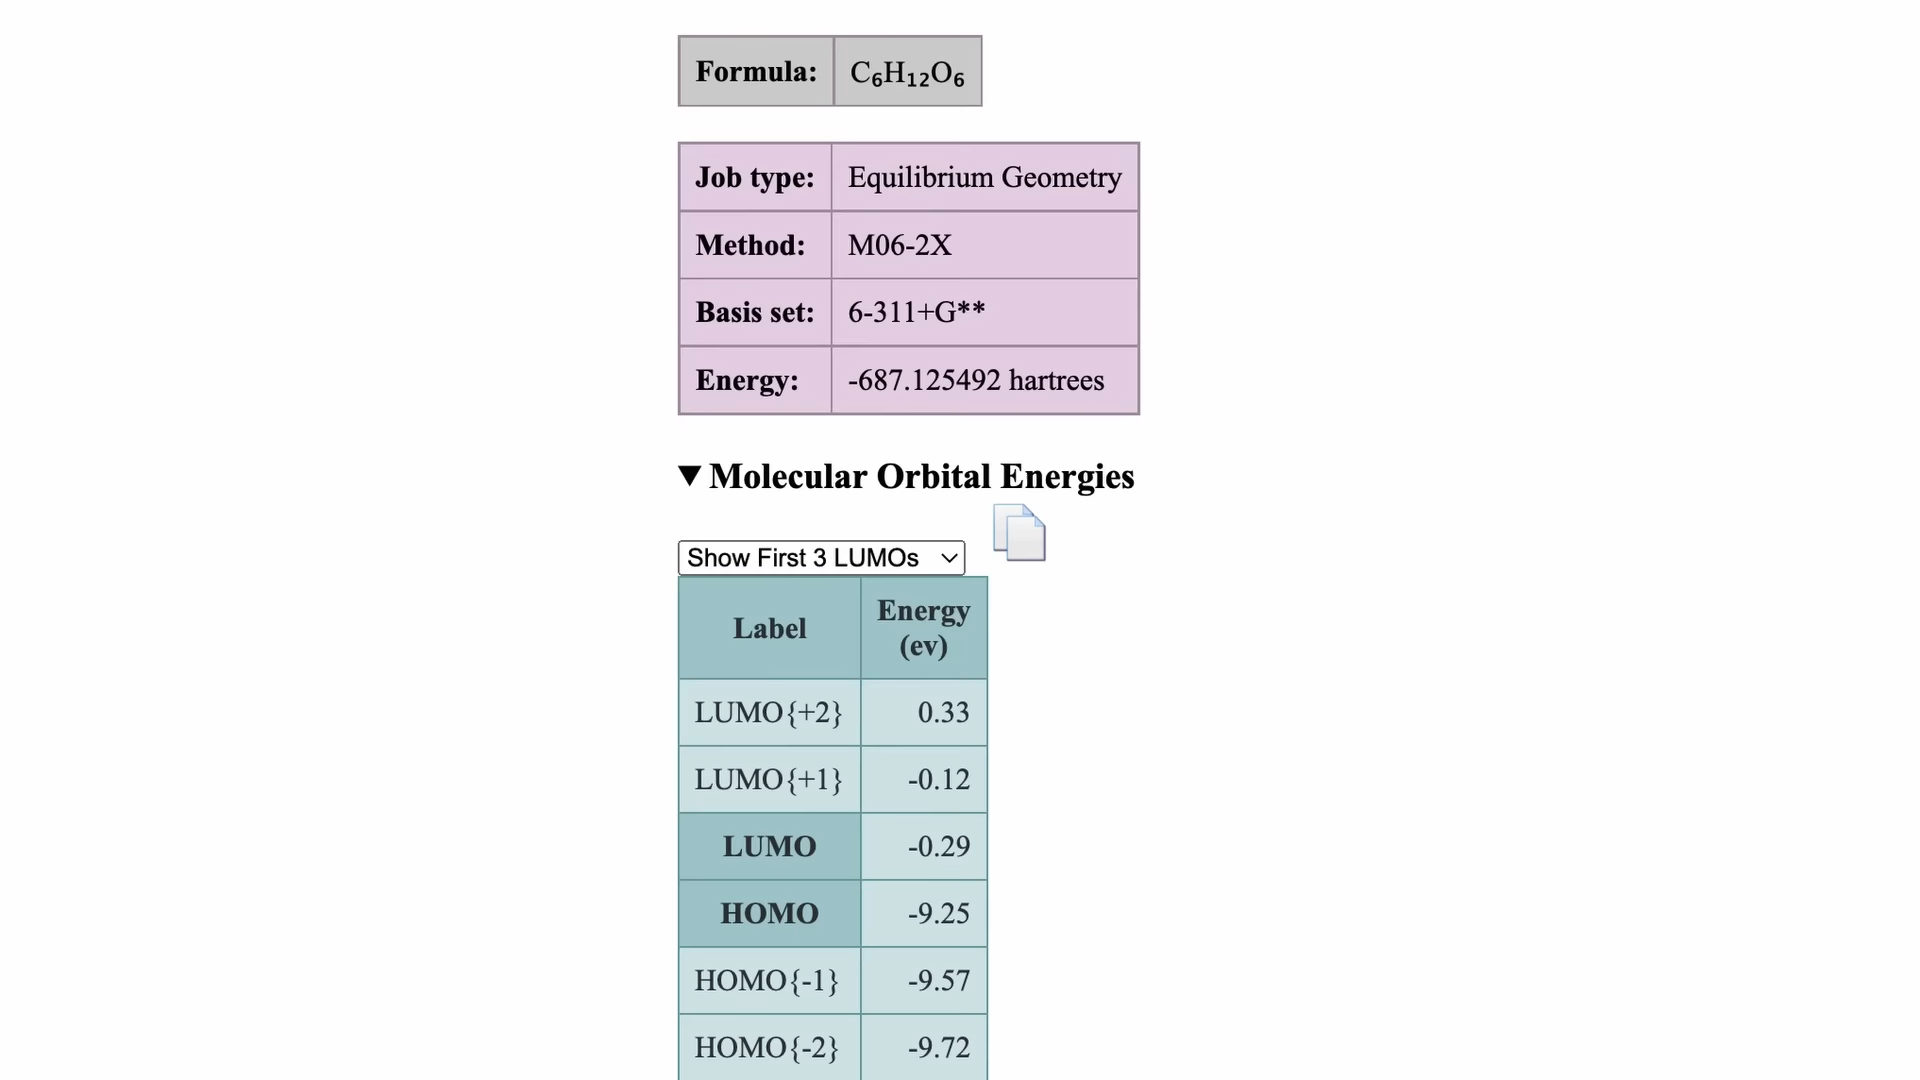 Formula: C₆H₁₂O₆
Job type: Equilibrium Geometry
Method: M06-2X
Basis set: 6-311+G**
Energy: -687.125492 hartrees
▼ Molecular Orbital Energies
Show First 3 LUMOs
Label Energy (ev)
LUMO{+2} 0.33
LUMO{+1} -0.12
LUMO -0.29
HOMO -9.25
HOMO{-1} -9.57
HOMO{-2} -9.72